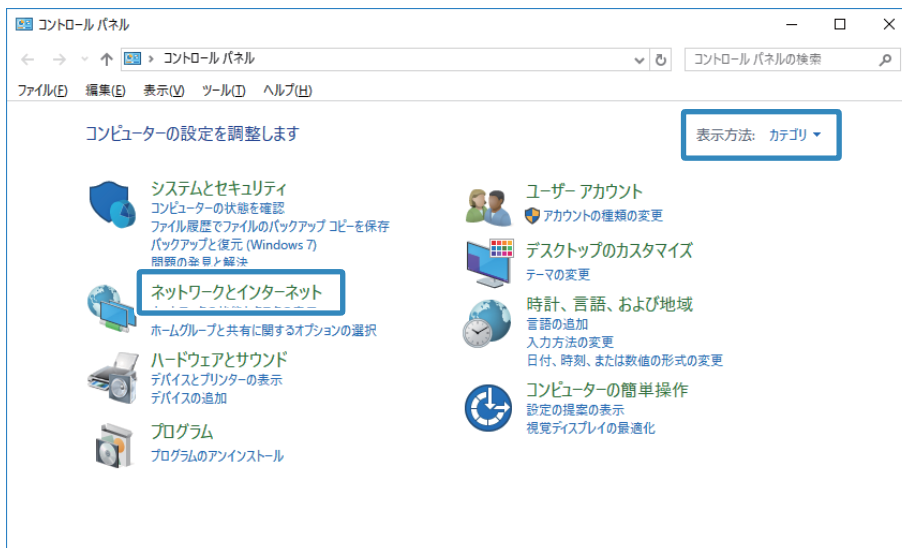 コントロール パネル
コントロール パネル
コントロール パネルの検索
ファイル(F) 編集(E) 表示(V) ツール(T) ヘルプ(H)
コンピューターの設定を調整します
表示方法: カテゴリ
システムとセキュリティ
コンピューターの状態を確認
ファイル履歴でファイルのバックアップ コピーを保存
バックアップと復元 (Windows 7)
問題の発見と解決
ネットワークとインターネット
ホームグループと共有に関するオプションの選択
ハードウェアとサウンド
デバイスとプリンターの表示
デバイスの追加
プログラム
プログラムのアンインストール
ユーザー アカウント
アカウントの種類の変更
デスクトップのカスタマイズ
テーマの変更
時計、言語、および地域
言語の追加
入力方法の変更
日付、時刻、または数値の形式の変更
コンピューターの簡単操作
設定の提案の表示
視覚ディスプレイの最適化